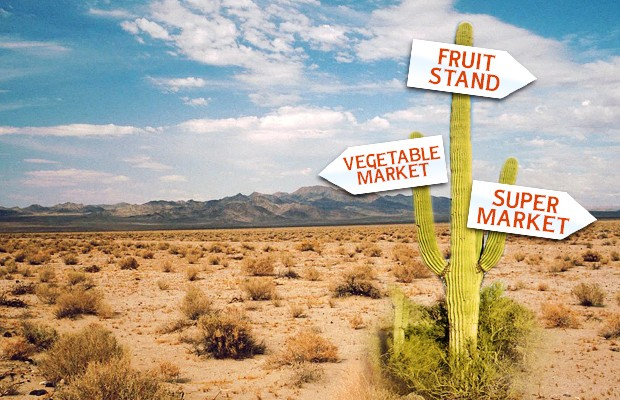 FRUIT
STAND
VEGETABLE
MARKET
SUPER
MARKET